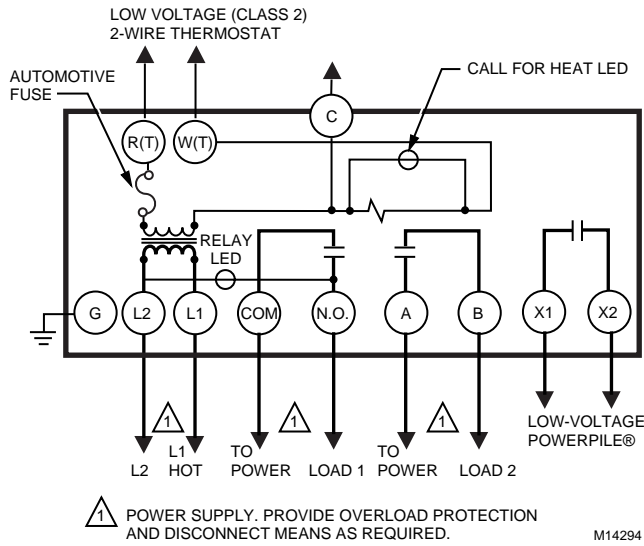 LOW VOLTAGE (CLASS 2)
2-WIRE THERMOSTAT
AUTOMOTIVE
FUSE
CALL FOR HEAT LED
C
R(T)
W(T)
RELAY
LED
G
L2
L1
COM
N.O.
A
B
X1
X2
1
1
1
L2
L1
HOT
TO
POWER
LOAD 1
TO
POWER
LOAD 2
LOW-VOLTAGE
POWERPILE®
1
POWER SUPPLY. PROVIDE OVERLOAD PROTECTION
AND DISCONNECT MEANS AS REQUIRED.
M14294